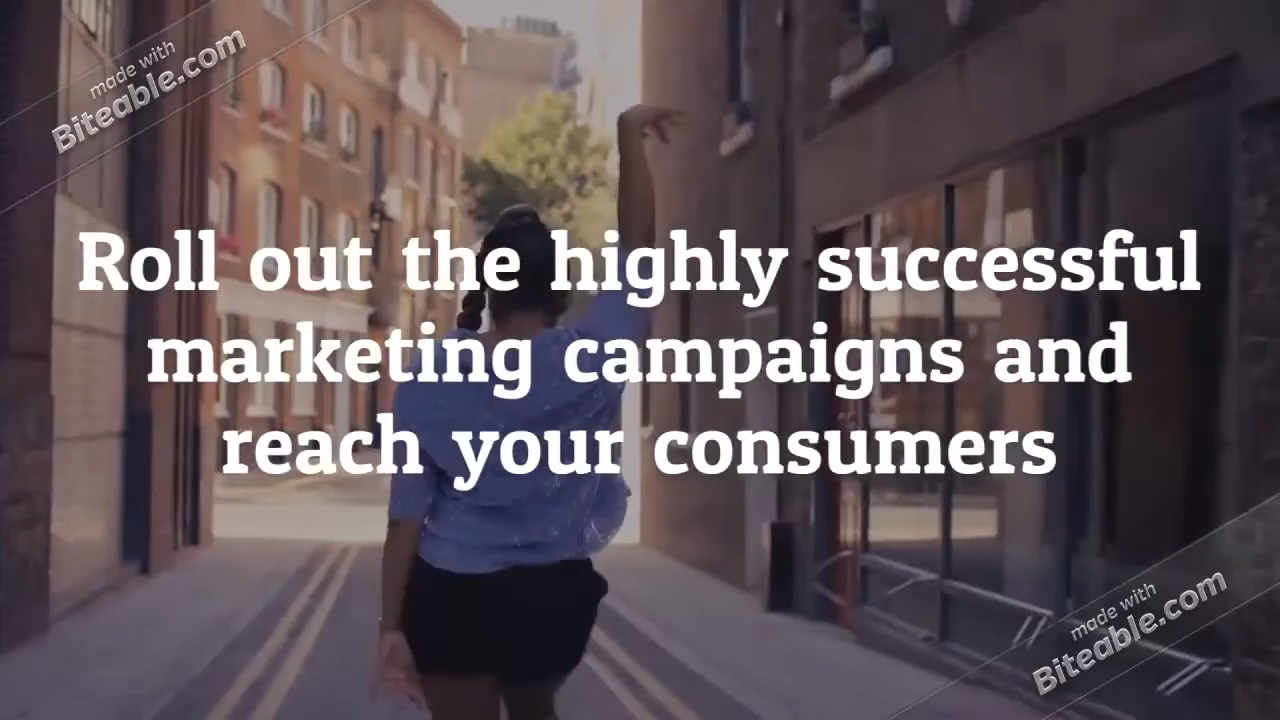 made with
Biteable.com
Roll out the highly successful
marketing campaigns and
reach your consumers
made with
Biteable.com